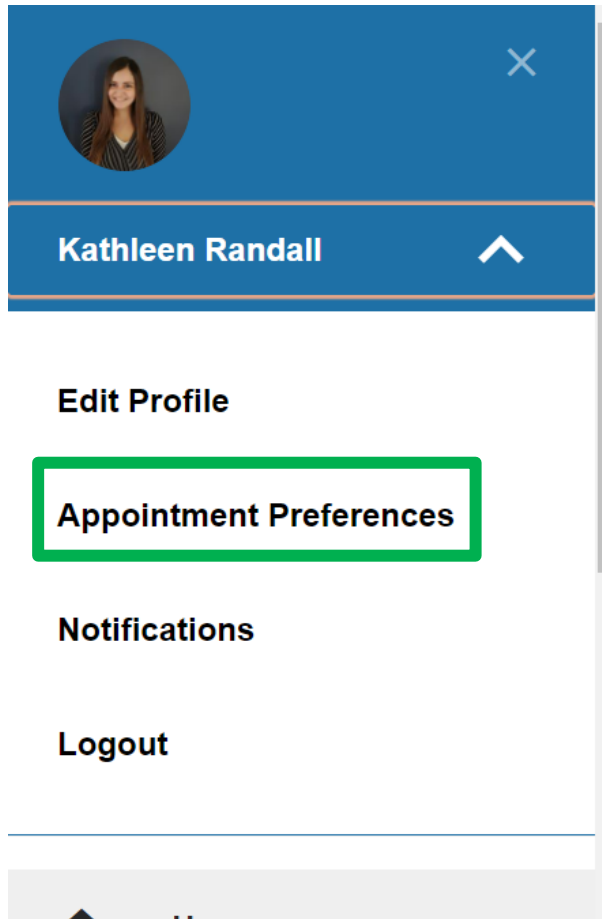 Kathleen Randall
Edit Profile
Appointment Preferences
Notifications
Logout